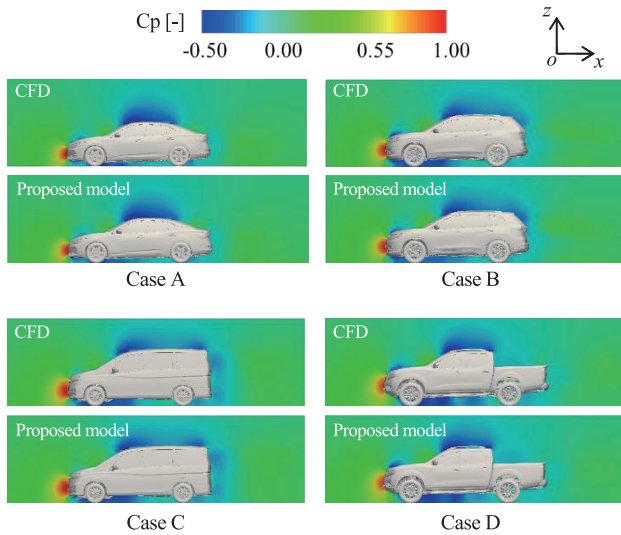 Cp [-]
-0.50 0.00 0.55 1.00
z
o x
CFD CFD
Proposed model Proposed model
Case A Case B
CFD CFD
Proposed model Proposed model
Case C Case D